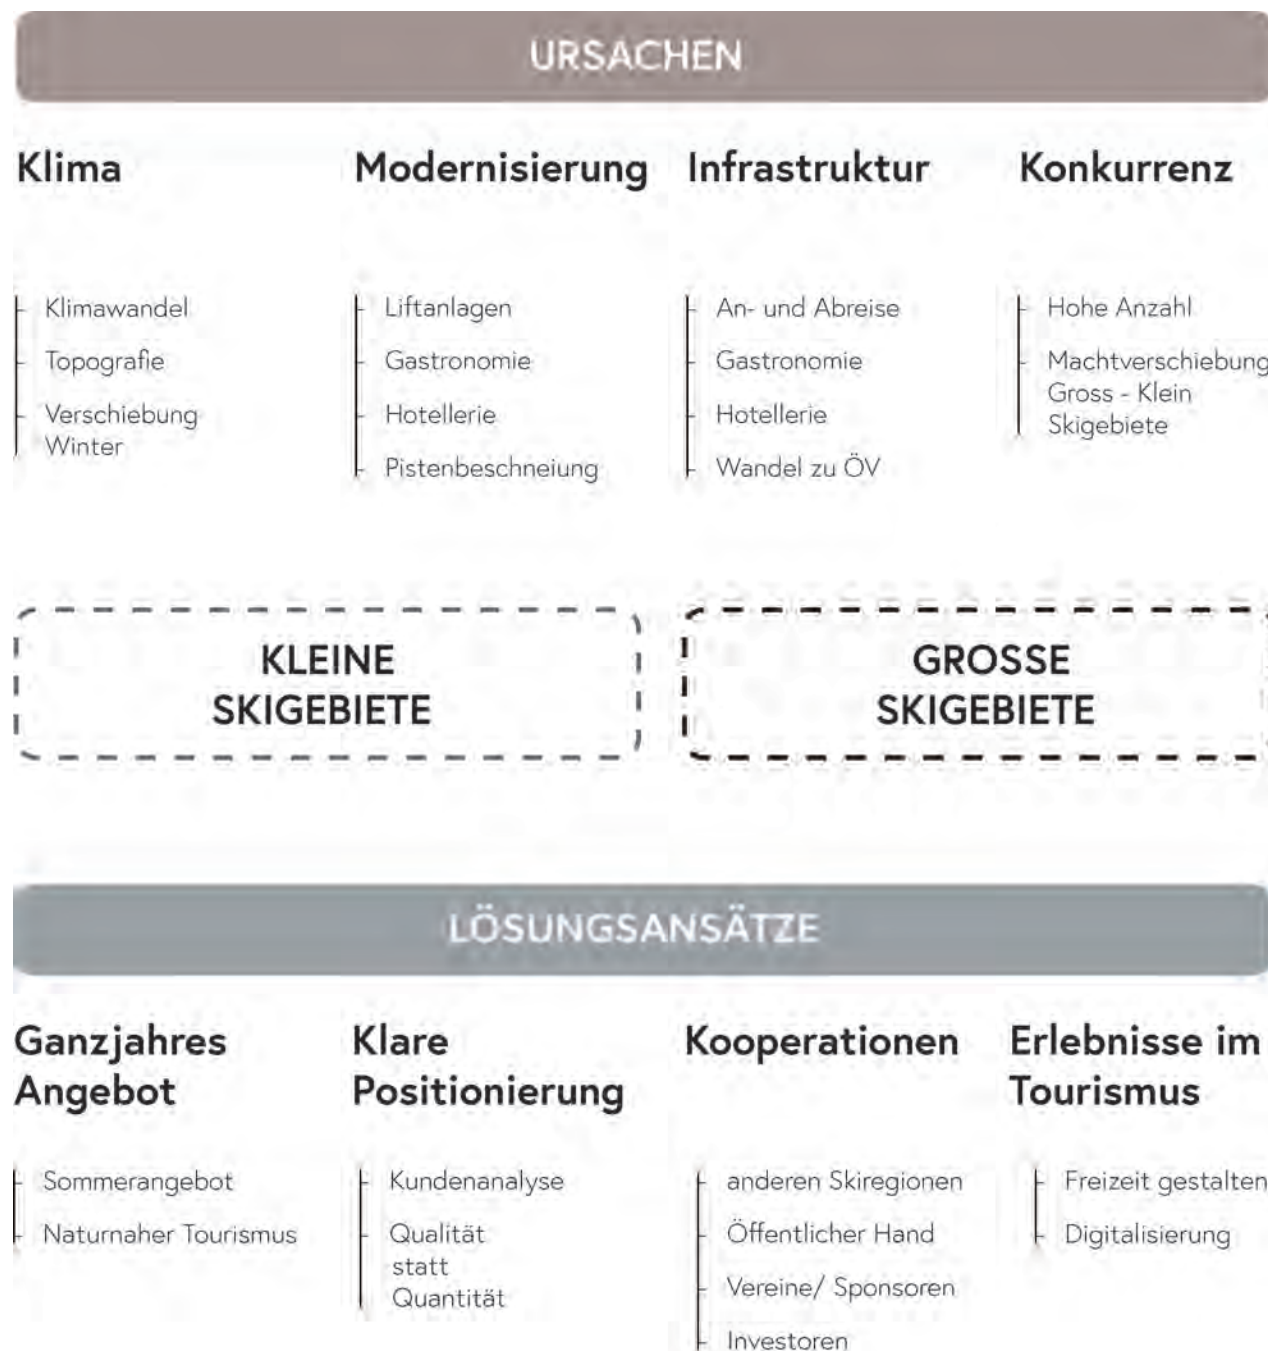 URSACHEN
Klima
Klimawandel
Topografie
Verschiebung
Winter
Modernisierung
Liftanlagen
Gastronomie
Hotellerie
Pistenbeschneiung
Infrastruktur
An- und Abreise
Gastronomie
Hotellerie
Wandel zu ÖV
Konkurrenz
Hohe Anzahl
Machtverschiebung
Gross - Klein
Skigebiete
KLEINE
SKIGEBIETE
GROSSE
SKIGEBIETE
LÖSUNGSANSÄTZE
Ganzjahres
Angebot
Sommerangebot
Naturnaher Tourismus
Klare
Positionierung
Kundenanalyse
Qualität
statt
Quantität
Kooperationen
anderen Skiregionen
Öffentlicher Hand
Vereine/ Sponsoren
Investoren
Erlebnisse im
Tourismus
Freizeit gestalten
Digitalisierung